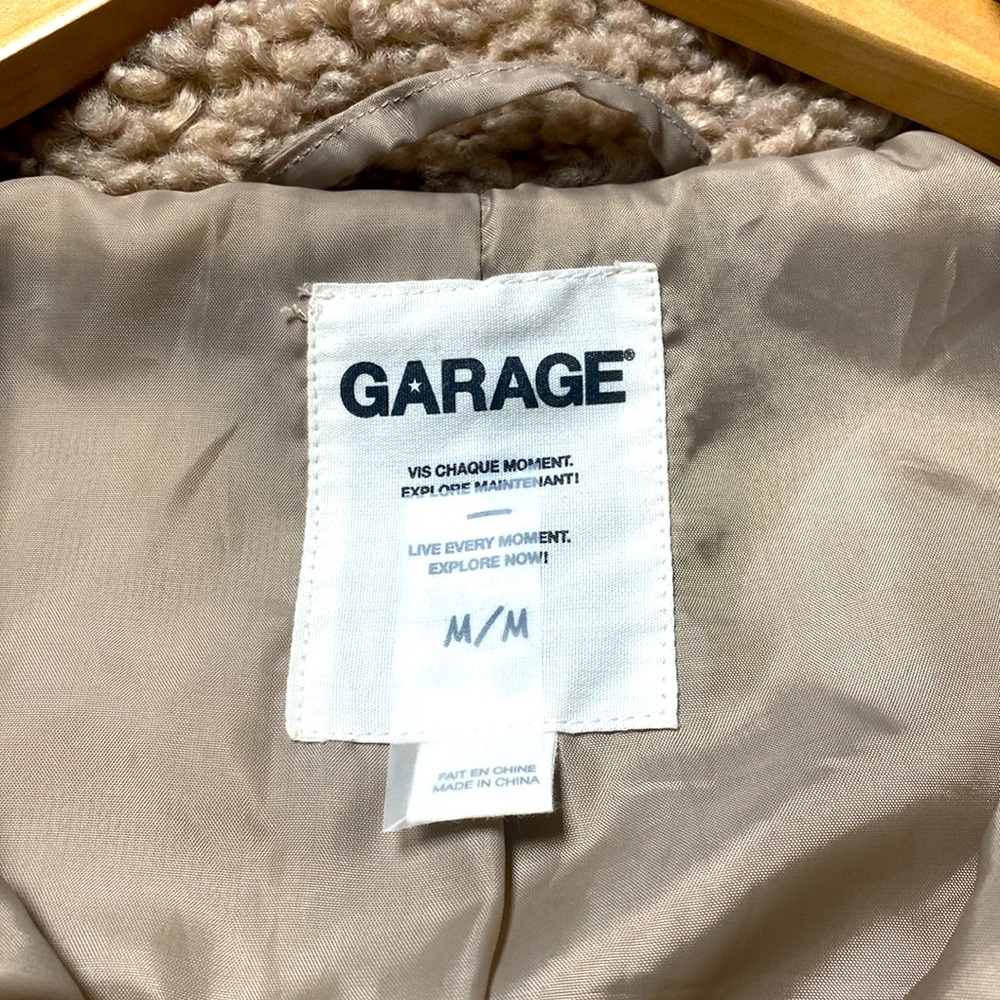 GARAGE®
VIS CHAQUE MOMENT.
EXPLORE MAINTENANT!
—
LIVE EVERY MOMENT.
EXPLORE NOW!
M/M
FAIT EN CHINE
MADE IN CHINA